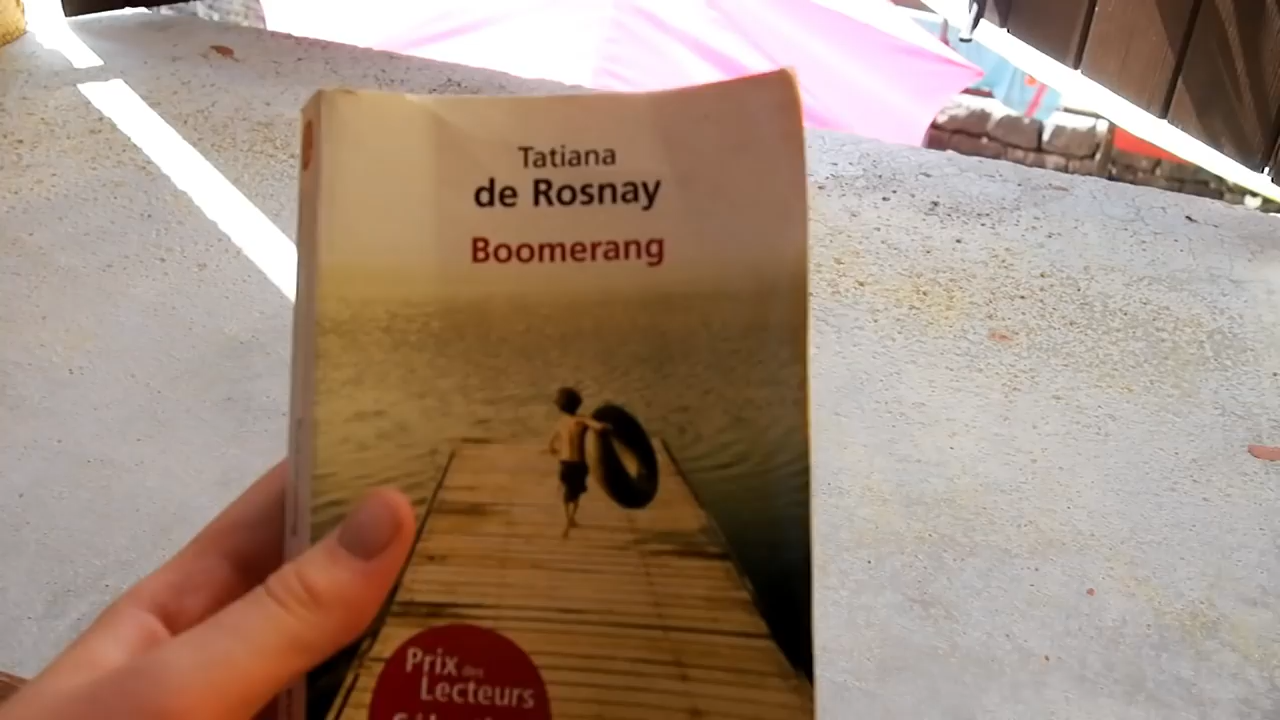 Tatiana
de Rosnay
Boomerang
Prix des
Lecteurs